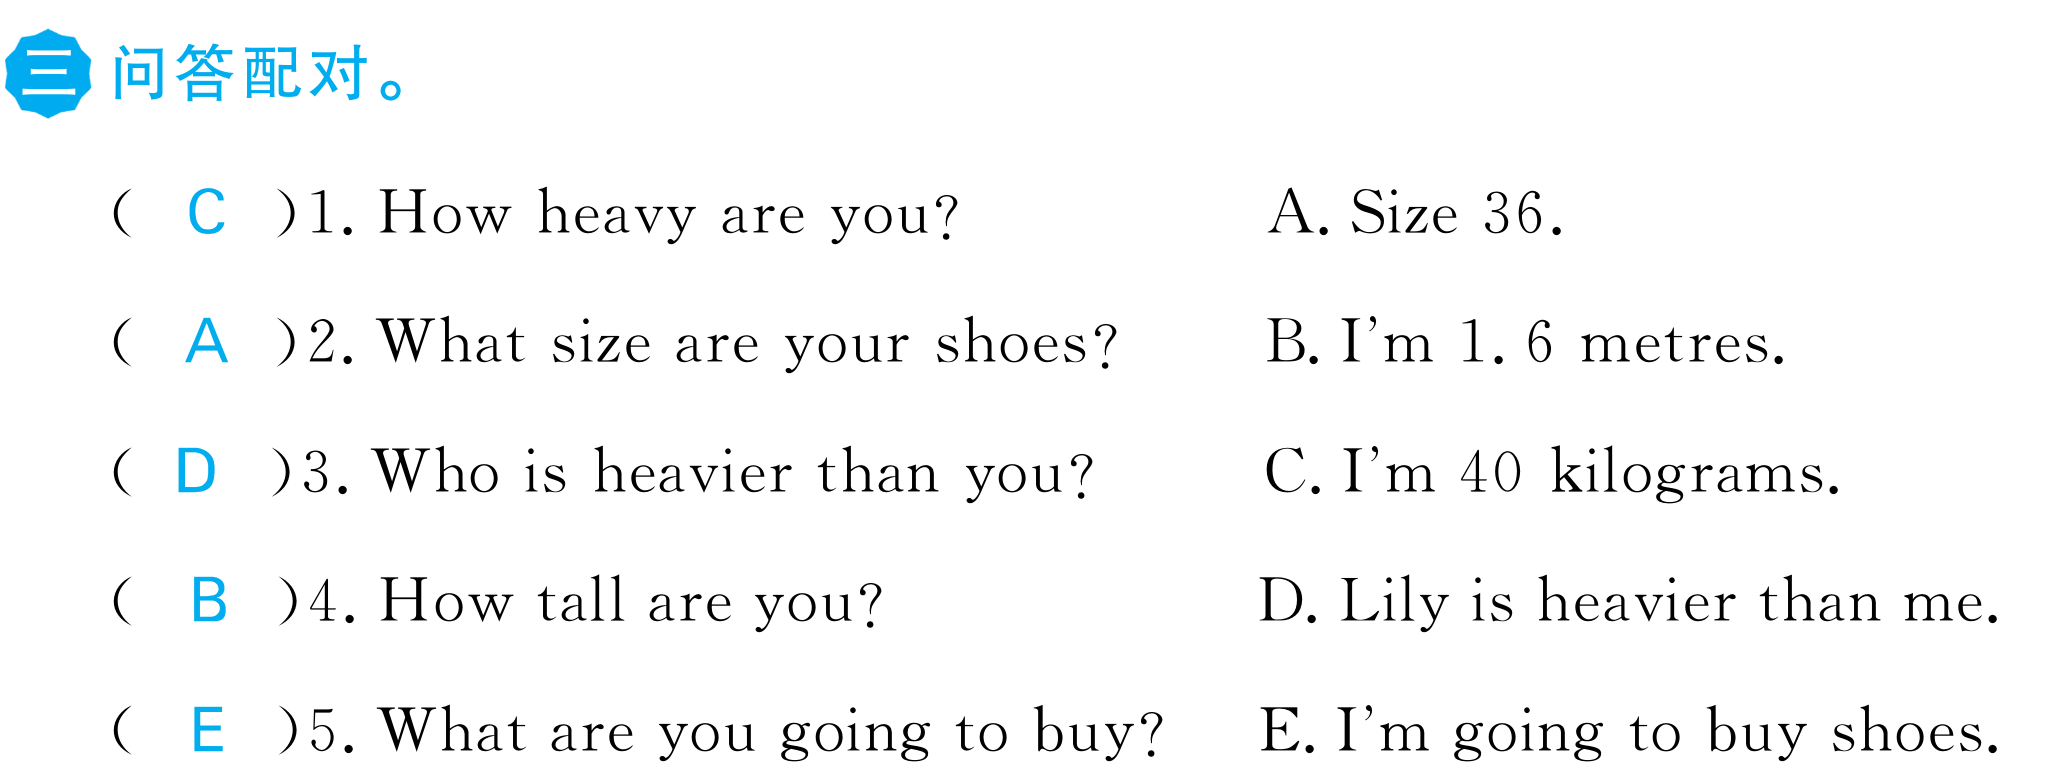 三 问答配对。
( C )1. How heavy are you? A. Size 36.
( A )2. What size are your shoes? B. I'm 1. 6 metres.
( D )3. Who is heavier than you? C. I'm 40 kilograms.
( B )4. How tall are you? D. Lily is heavier than me.
( E )5. What are you going to buy? E. I'm going to buy shoes.